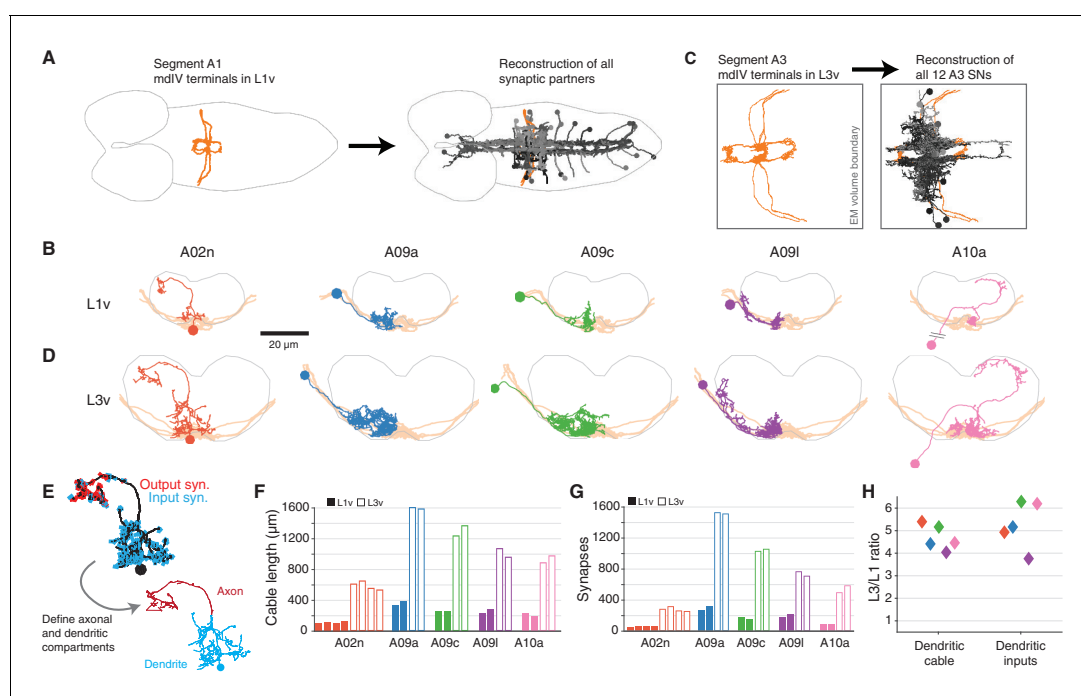 A
Segment A1
mdIV terminals in L1v
Reconstruction of all
synaptic partners
C
Segment A3
mdIV terminals in L3v
Reconstruction of
all 12 A3 SNs
EM volume boundary
B
A02n
A09a
A09c
A09l
A10a
L1v
20 µm
D
L3v
E
Output syn.
Input syn.
Axon
Define axonal
and dendritic
compartments
Dendrite
F
L1v
L3v
Cable length (µm)
1600
1200
800
400
A02n
A09a
A09c
A09l
A10a
G
L1v
L3v
Synapses
1600
1200
800
400
A02n
A09a
A09c
A09l
A10a
H
L3/L1 ratio
6
5
4
3
2
1
Dendritic
cable
Dendritic
inputs